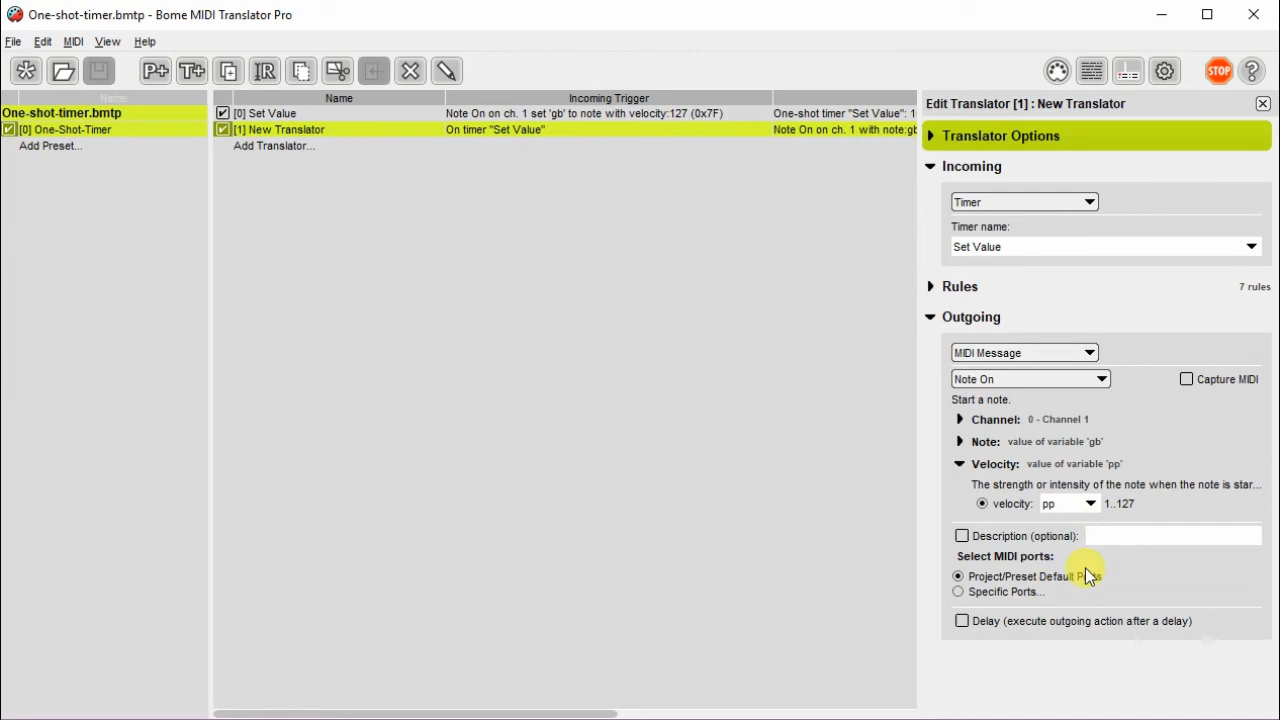 One-shot-timer.bmtp - Bome MIDI Translator Pro
File Edit MIDI View Help
P+ T+ STOP ?
Name
One-shot-timer.bmtp
[0] One-Shot-Timer
Add Preset...
Name Incoming Trigger
[0] Set Value Note On on ch. 1 set 'gb' to note with velocity:127 (0x7F) One-shot timer "Set Value": 1
[1] New Translator On timer "Set Value" Note On on ch. 1 with note:gb
Add Translator...
Edit Translator [1] : New Translator
Translator Options
Incoming
Timer
Timer name:
Set Value
Rules 7 rules
Outgoing
MIDI Message
Note On Capture MIDI
Start a note.
Channel: 0 - Channel 1
Note: value of variable 'gb'
Velocity: value of variable 'pp'
The strength or intensity of the note when the note is star...
velocity: pp 1..127
Description (optional):
Select MIDI ports:
Project/Preset Default Ports
Specific Ports...
Delay (execute outgoing action after a delay)